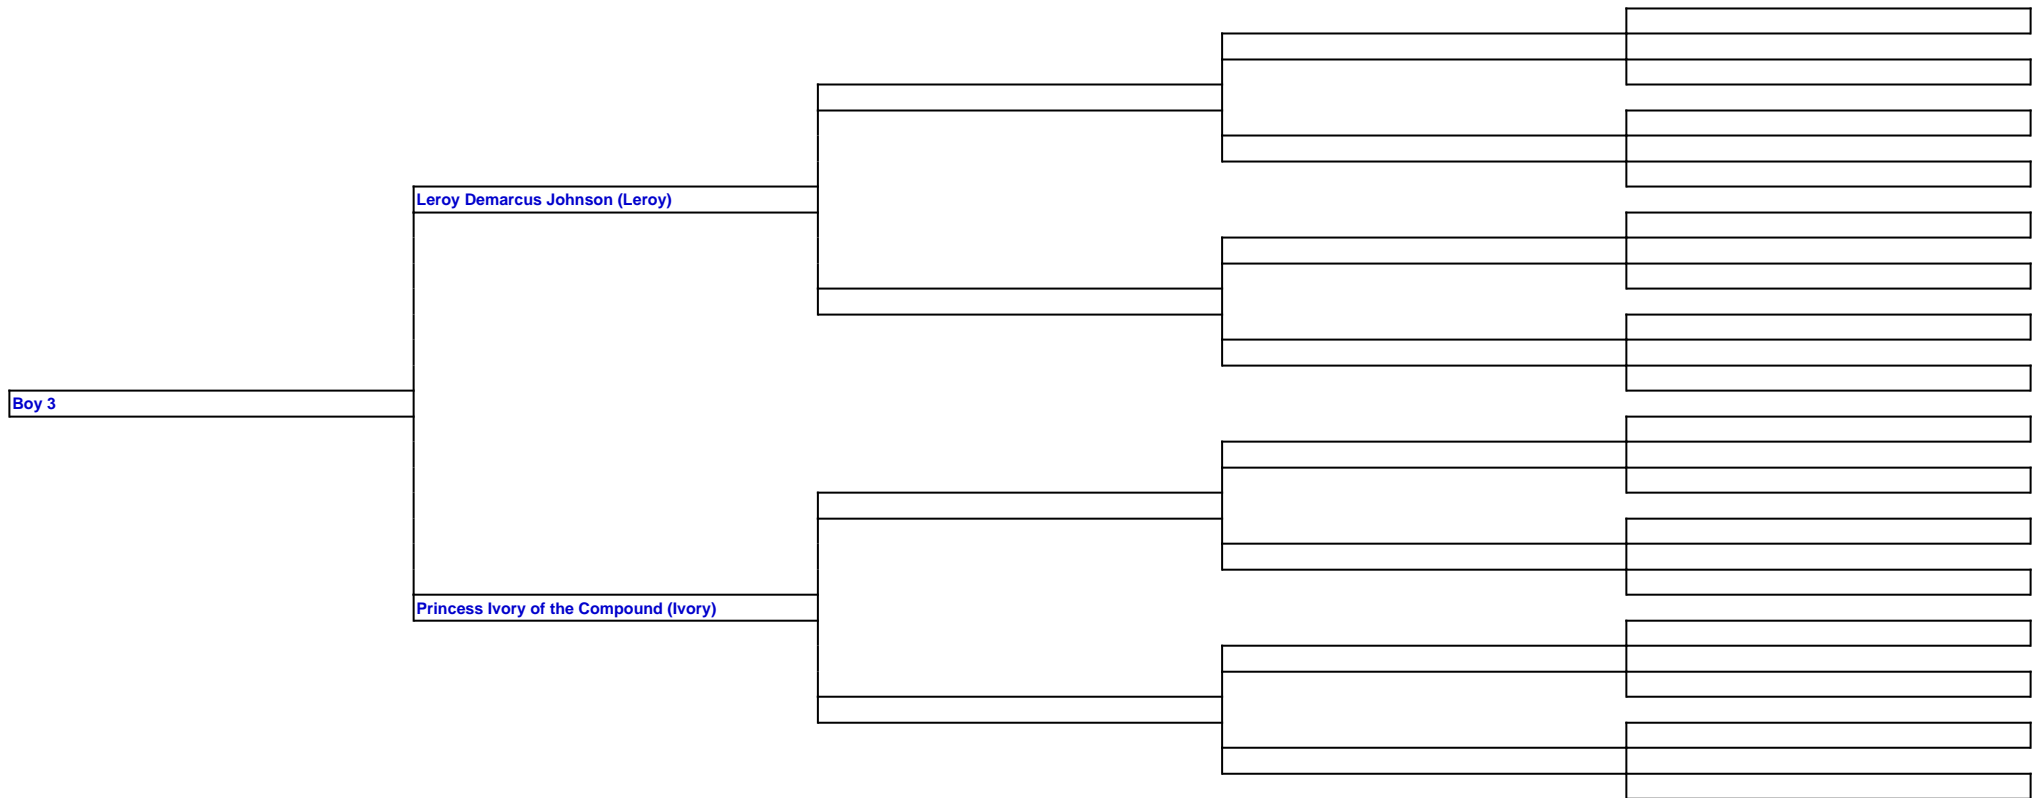 Leroy Demarcus Johnson (Leroy)
Boy 3
Princess Ivory of the Compound (Ivory)